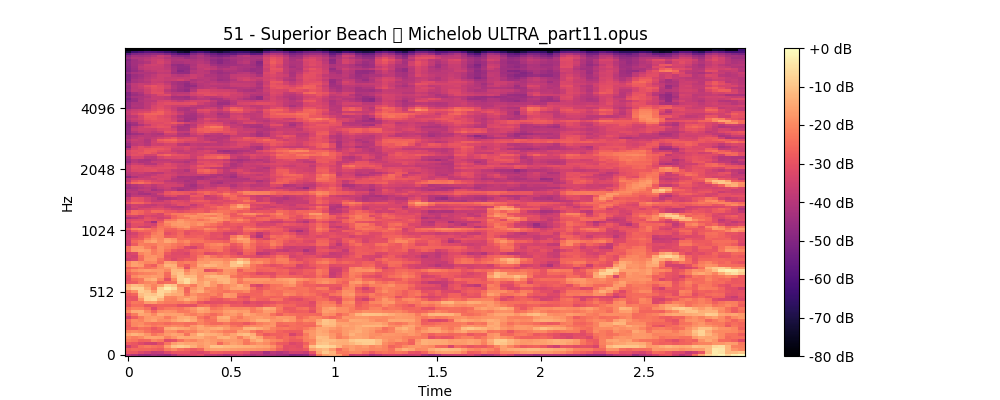 51 - Superior Beach ▯ Michelob ULTRA_part11.opus
+0 dB
-10 dB
-20 dB
-30 dB
-40 dB
-50 dB
-60 dB
-70 dB
-80 dB
Hz
4096
2048
1024
512
0
0 0.5 1 1.5 2 2.5
Time